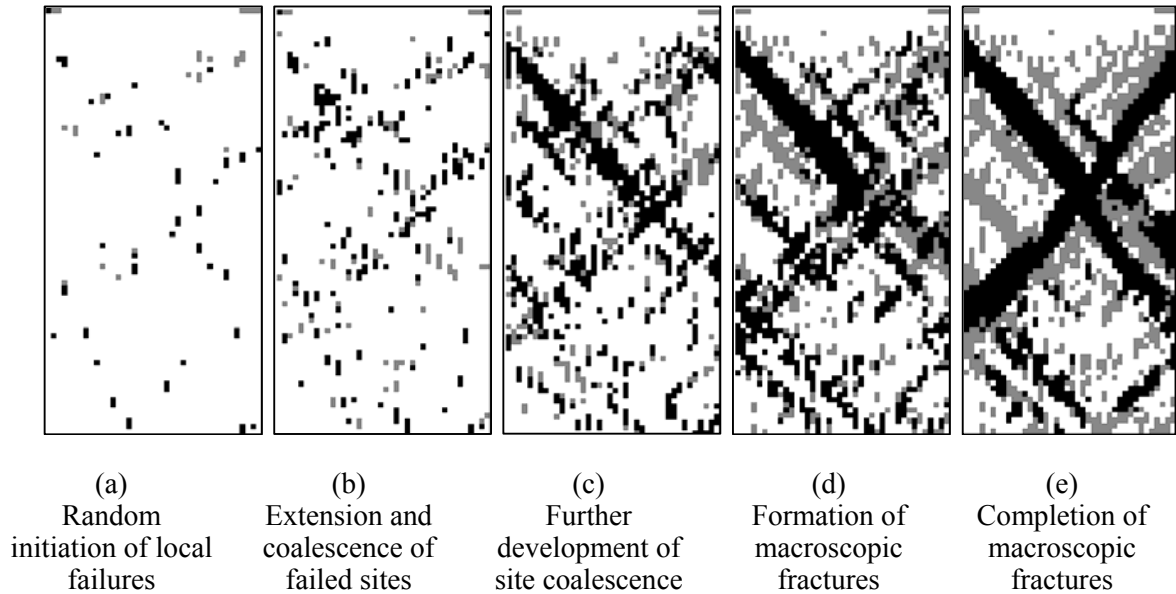 (a)
Random
initiation of local
failures
(b)
Extension and
coalescence of
failed sites
(c)
Further
development of
site coalescence
(d)
Formation of
macroscopic
fractures
(e)
Completion of
macroscopic
fractures